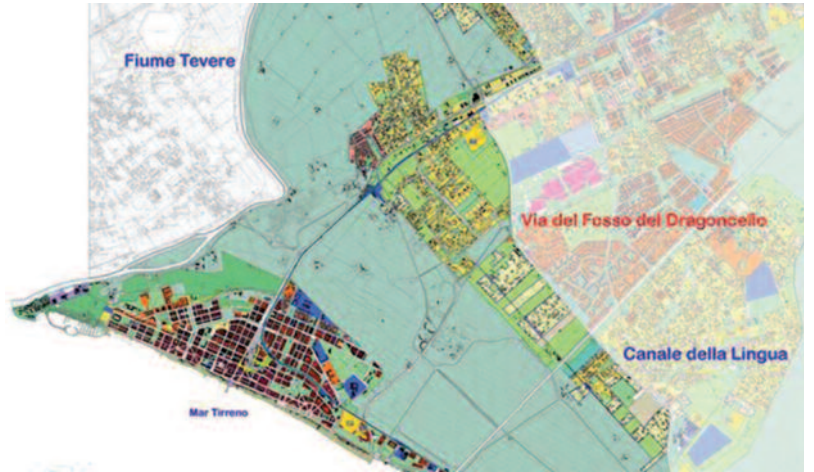 Fiume Tevere
Via del Fosso del Dragoncello
Canale della Lingua
Mar Tirreno